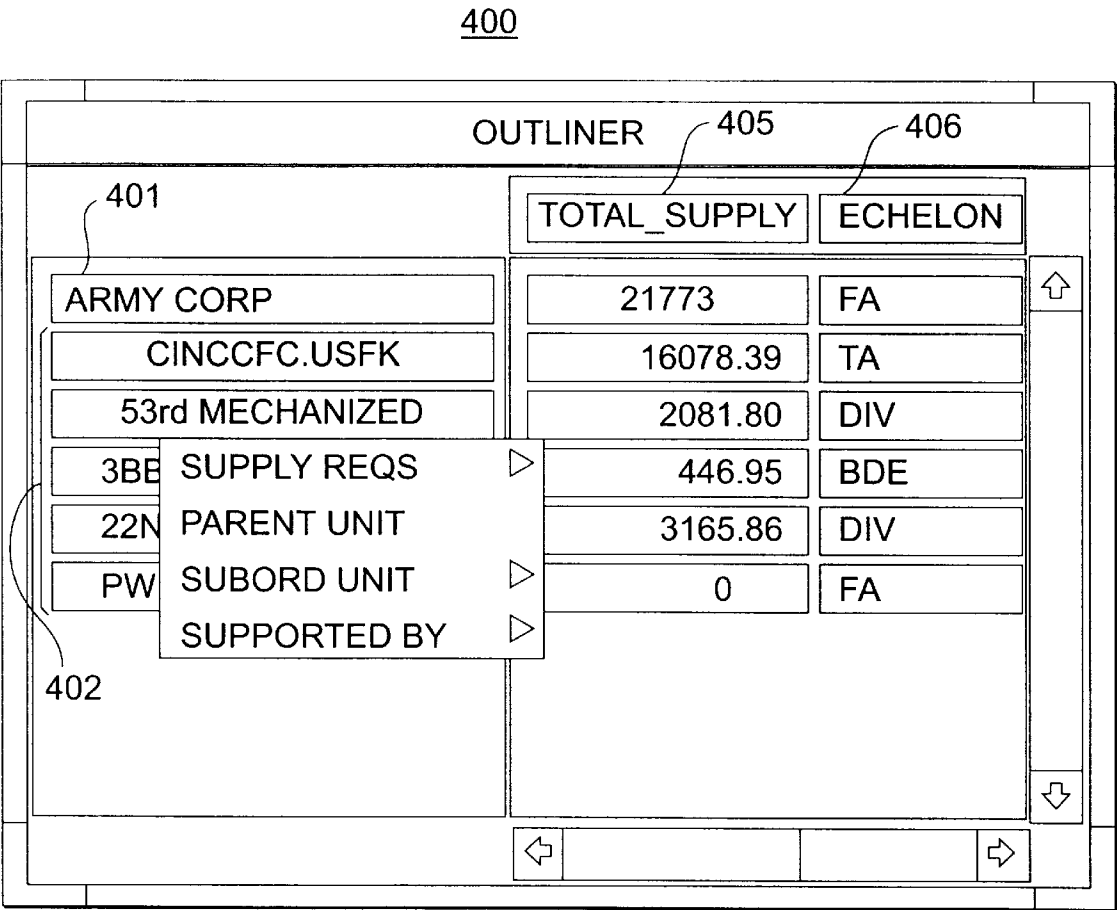 400
OUTLINER
405
406
401
TOTAL_SUPPLY ECHELON
ARMY CORP 21773 FA
CINCCFC.USFK 16078.39 TA
53rd MECHANIZED 2081.80 DIV
3BB 446.95 BDE
22N 3165.86 DIV
PW 0 FA
SUPPLY REQS
PARENT UNIT
SUBORD UNIT
SUPPORTED BY
402